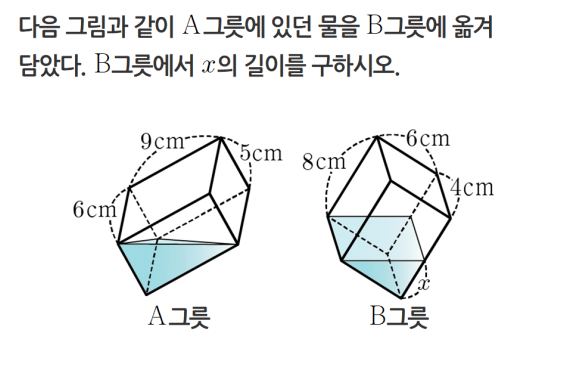 다음 그림과 같이 A그릇에 있던 물을 B그릇에 옮겨
담았다. B그릇에서 x의 길이를 구하시오.
9cm
5cm
6cm
A그릇
6cm
8cm
4cm
x
B그릇